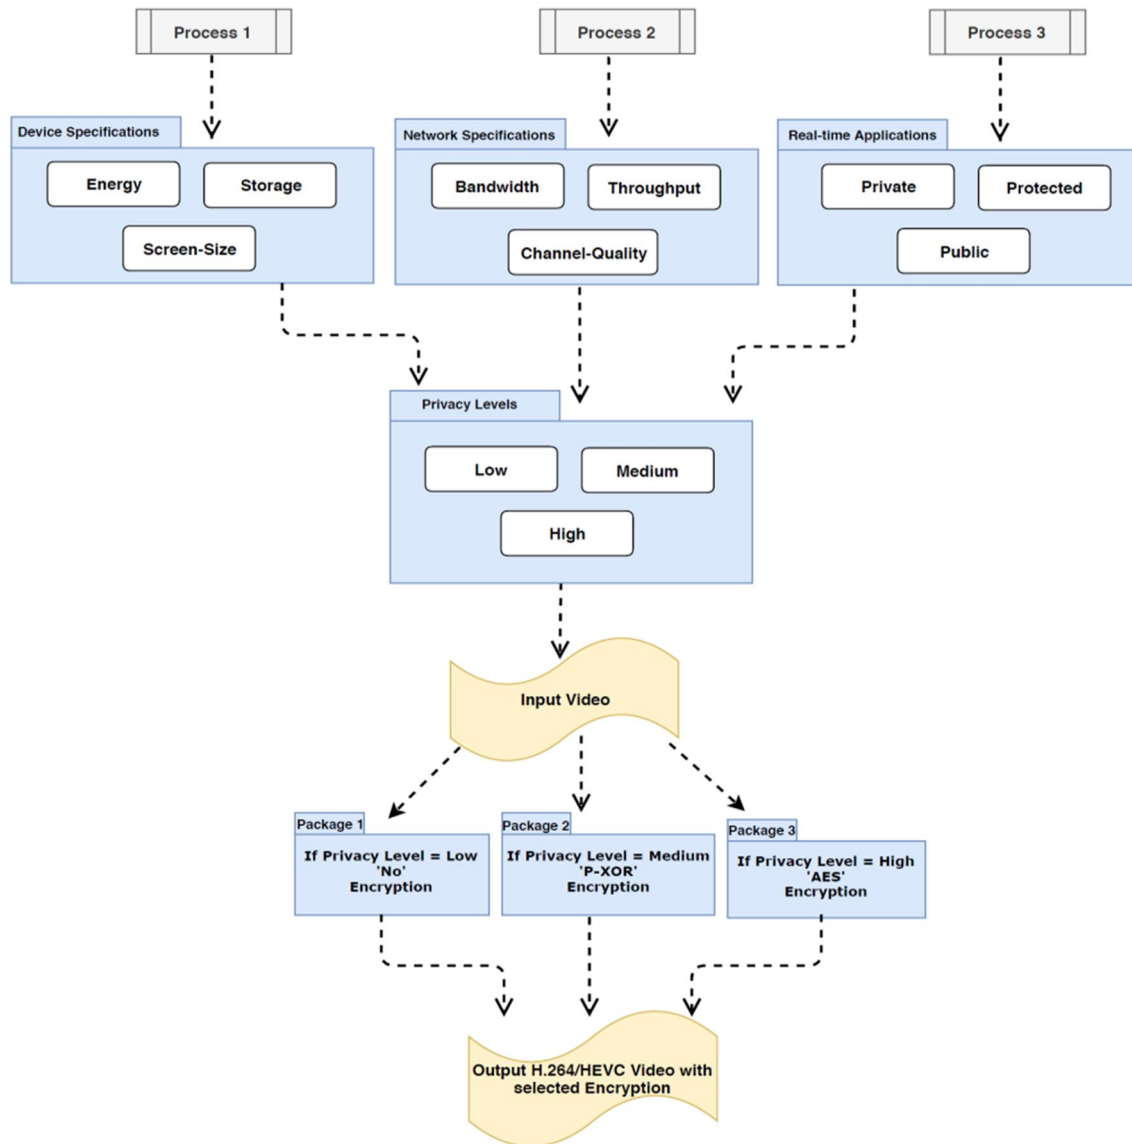 Process 1
Process 2
Process 3
Device Specifications
Energy
Storage
Screen-Size
Network Specifications
Bandwidth
Throughput
Channel-Quality
Real-time Applications
Private
Protected
Public
Privacy Levels
Low
Medium
High
Input Video
Package 1
If Privacy Level = Low
'No'
Encryption
Package 2
If Privacy Level = Medium
'P-XOR'
Encryption
Package 3
If Privacy Level = High
'AES'
Encryption
Output H.264/HEVC Video with
selected Encryption